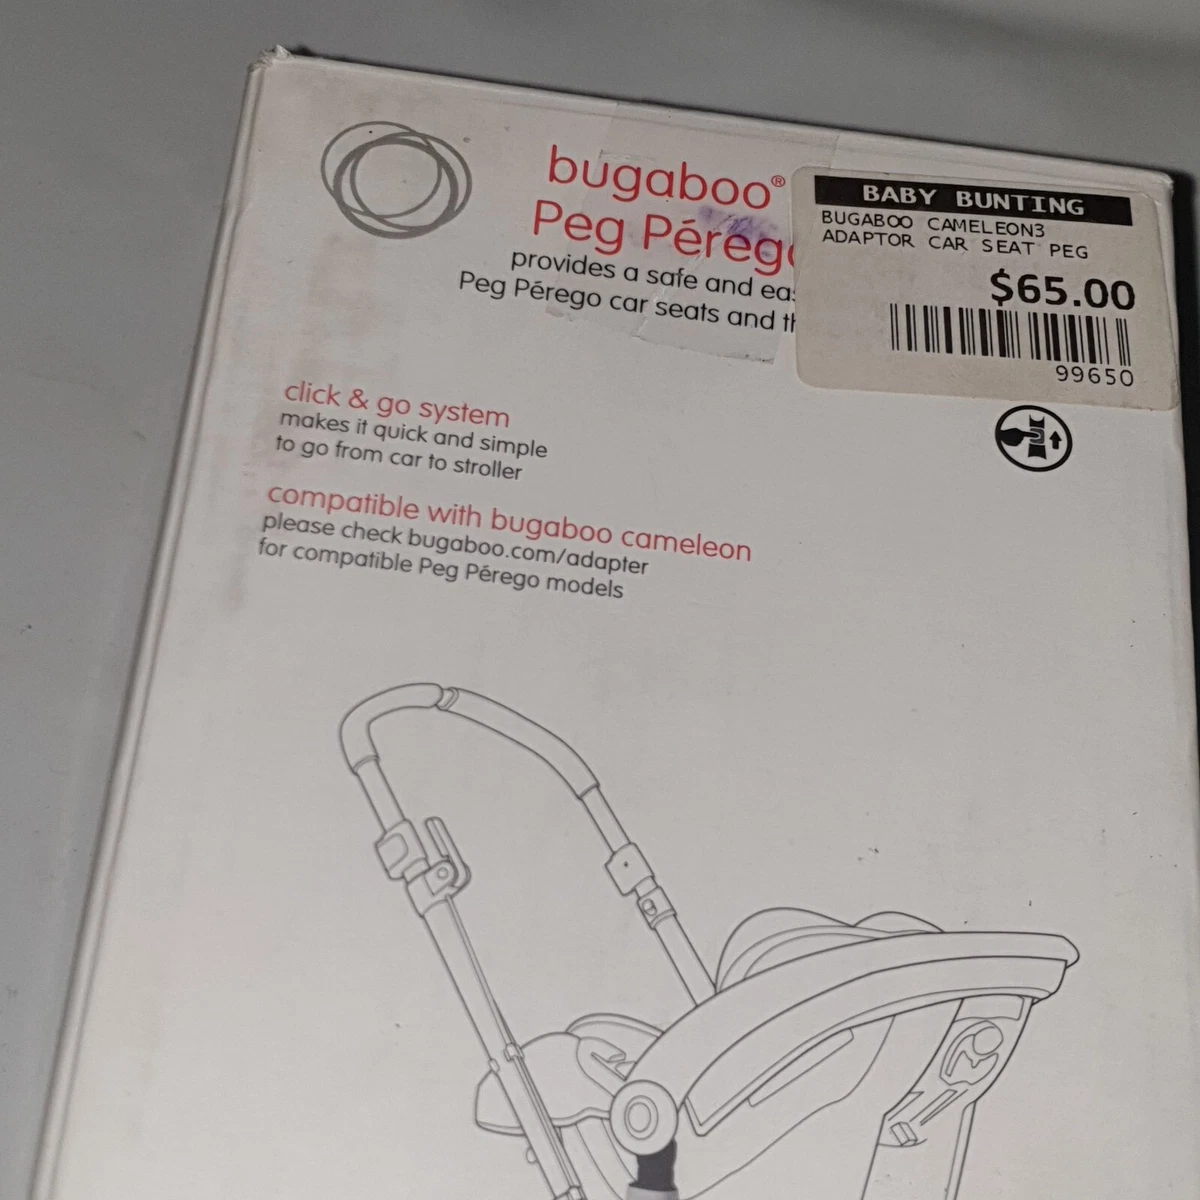 bugaboo®
Peg Pérego
provides a safe and
Peg Pérego car seats and
BABY BUNTING
BUGABOO CAMELEON3
ADAPTOR CAR SEAT PEG
$65.00
99650
click & go system
makes it quick and simple
to go from car to stroller
compatible with bugaboo cameleon
please check bugaboo.com/adapter
for compatible Peg Pérego models